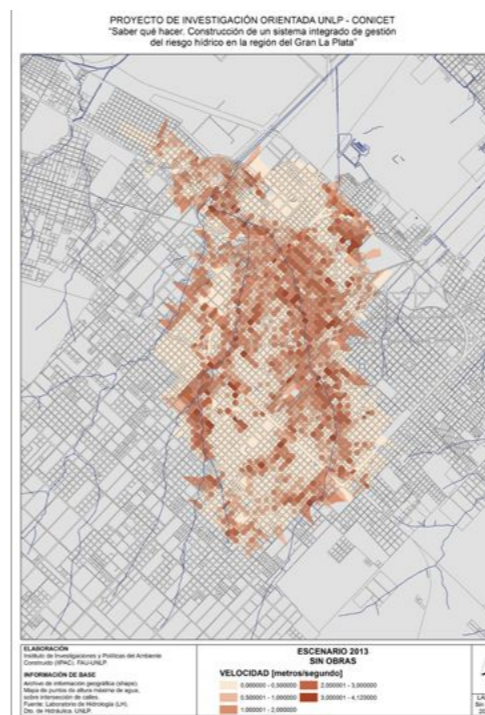 PROYECTO DE INVESTIGACIÓN ORIENTADA UNLP - CONICET
"Saber qué hacer. Construcción de un sistema integrado de gestión
del riesgo hídrico en la región del Gran La Plata"
ELABORACIÓN
Instituto de Investigaciones y Políticas del Ambiente
Construido (IIPAC). FAU-UNLP.
INFORMACIÓN DE BASE
Archivo de información geográfica (shape).
Mapa de puntos de altura máxima de agua,
sobre intersección de calles.
Fuente: Laboratorio de Hidrología (LH).
Dto. de Hidráulica. UNLP.
ESCENARIO 2013
SIN OBRAS
VELOCIDAD [metros/segundo]
0,000000 - 0,500000
0,500001 - 1,000000
1,000001 - 2,000000
2,000001 - 3,000000
3,000001 - 4,123000
LA
Sin
20